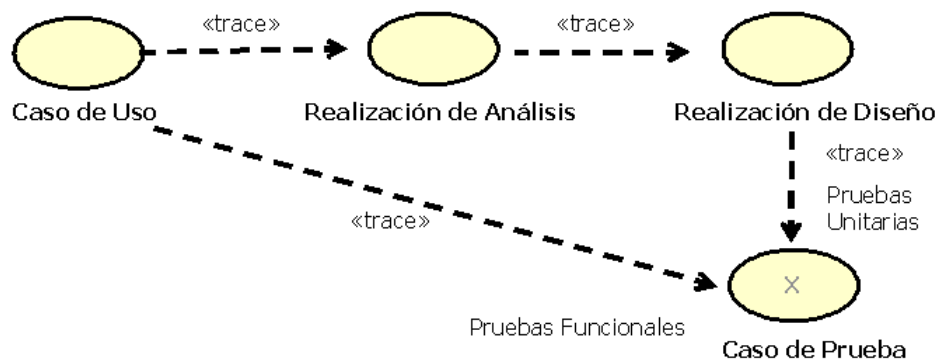 «trace»
«trace»
Caso de Uso
Realización de Análisis
Realización de Diseño
«trace»
Pruebas
Unitarias
«trace»
X
Pruebas Funcionales
Caso de Prueba